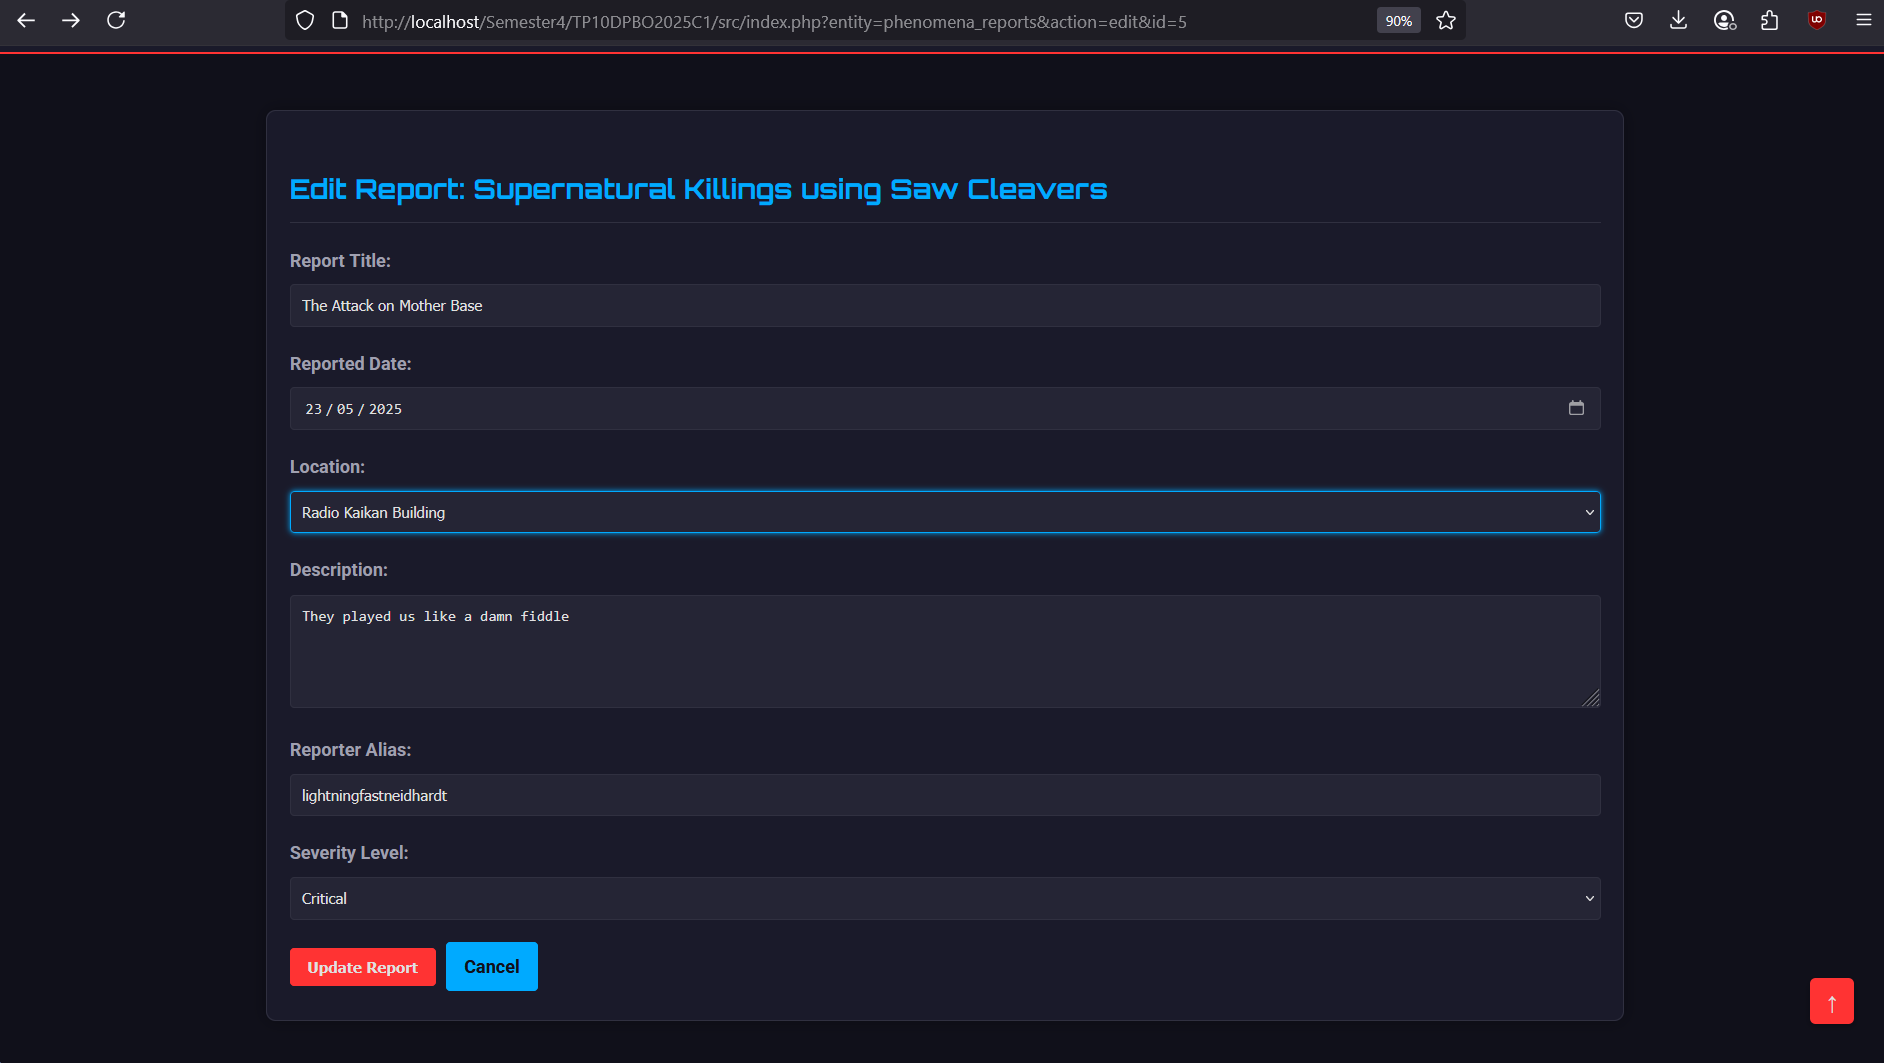 http://localhost/Semester4/TP10DPBO2025C1/src/index.php?entity=phenomena_reports&action=edit&id=5
90%
Edit Report: Supernatural Killings using Saw Cleavers
Report Title:
The Attack on Mother Base
Reported Date:
23 / 05 / 2025
Location:
Radio Kaikan Building
Description:
They played us like a damn fiddle
Reporter Alias:
lightningfastneidhardt
Severity Level:
Critical
Update Report
Cancel
↑